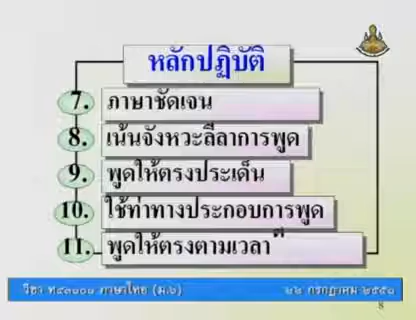 หลักปฏิบัติ
7. ภาษาชัดเจน
8. เน้นจังหวะลีลาการพูด
9. พูดให้ตรงประเด็น
10. ใช้ท่าทางประกอบการพูด
11. พูดให้ตรงตามเวลาฯ
วิชา ท๔๓๑๐๑ ภาษาไทย (ม.๖) ๒๒ กรกฎาคม ๒๕๕๑
8